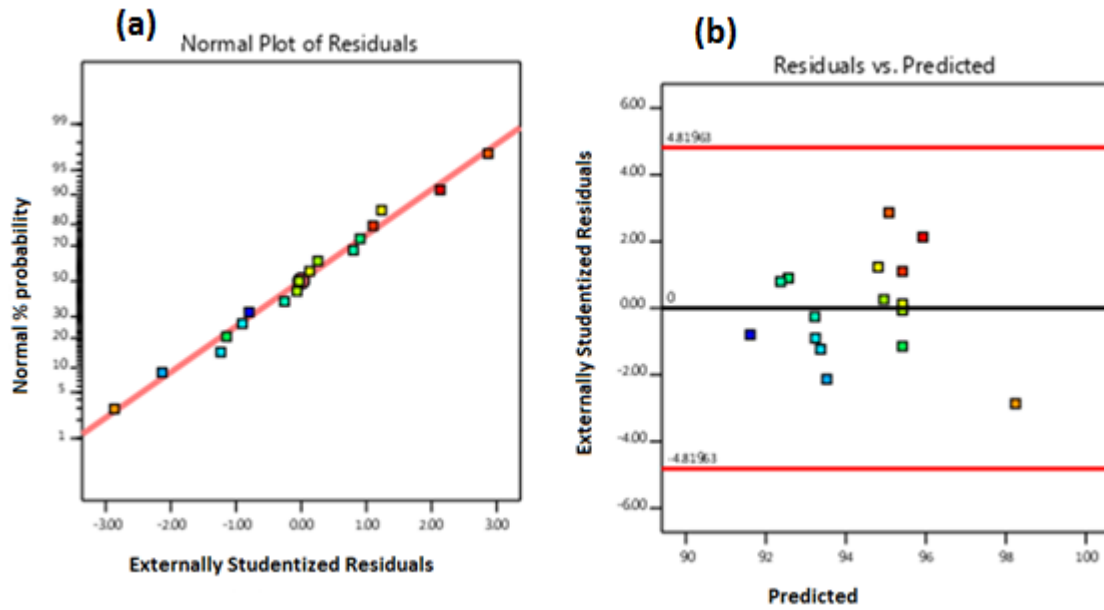 (a)
Normal Plot of Residuals
Normal % probability
99
95
90
80
70
50
30
20
10
5
1
-3.00 -2.00 -1.00 0.00 1.00 2.00 3.00
Externally Studentized Residuals
(b)
Residuals vs. Predicted
Externally Studentized Residuals
6.00
4.81963
4.00
2.00
0.00
0
-2.00
-4.00
-4.81963
-6.00
90 92 94 96 98 100
Predicted